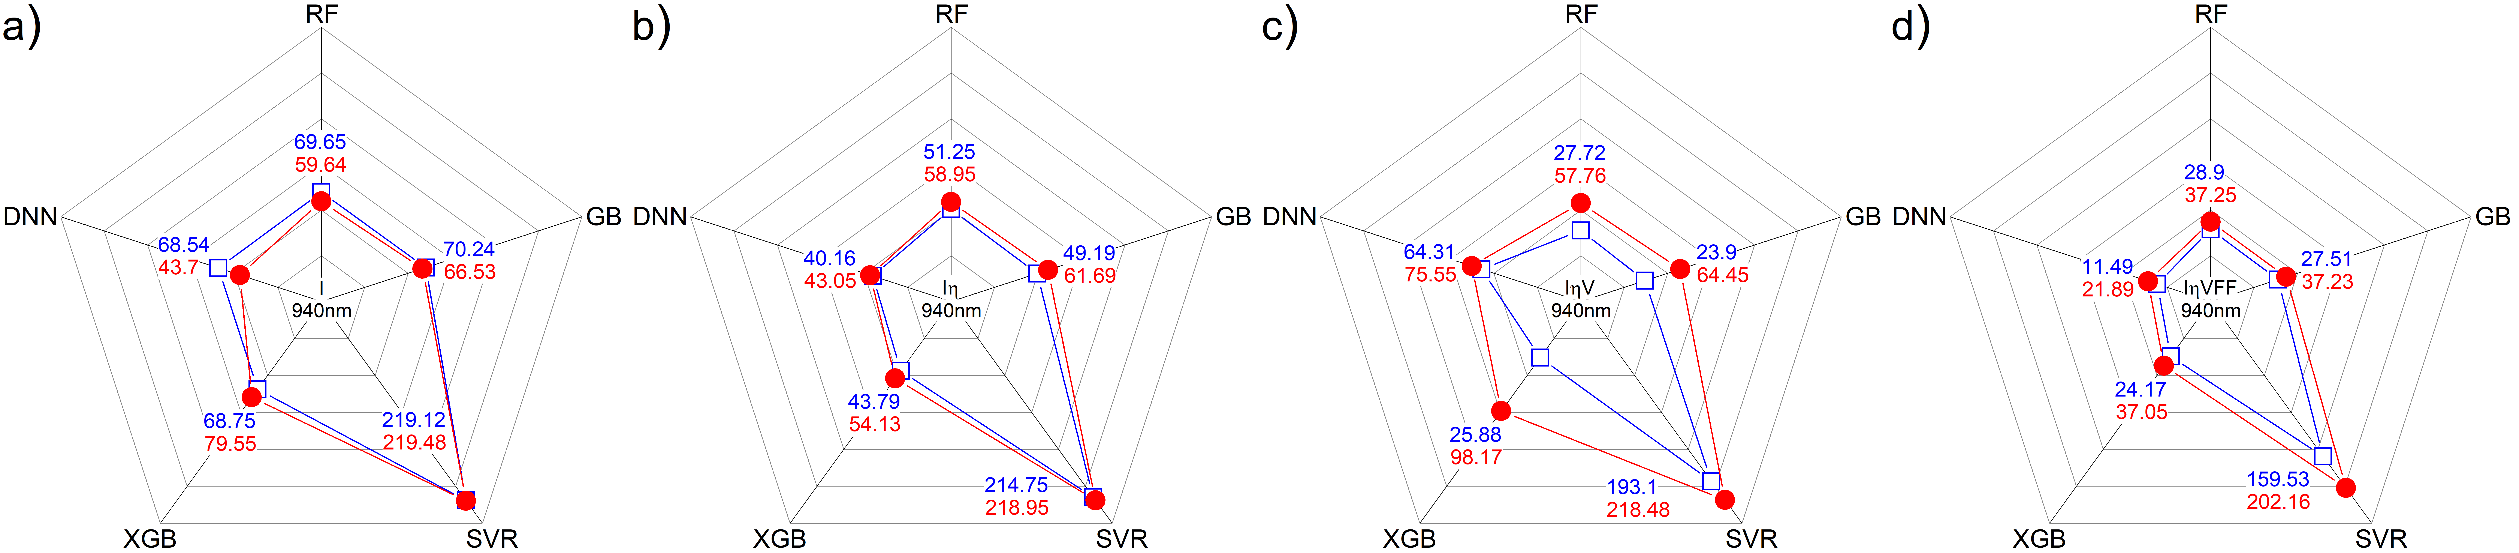 a)
RF
69.65
59.64
DNN
GB
68.54
43.7
70.24
66.53
I
940nm
68.75
79.55
219.12
219.48
XGB
SVR
b)
RF
51.25
58.95
DNN
GB
40.16
43.05
49.19
61.69
Iη
940nm
43.79
54.13
214.75
218.95
XGB
SVR
c)
RF
27.72
57.76
DNN
GB
64.31
75.55
23.9
64.45
IηV
940nm
25.88
98.17
193.1
218.48
XGB
SVR
d)
RF
28.9
37.25
DNN
GB
11.49
21.89
27.51
37.23
IηVFF
940nm
24.17
37.05
159.53
202.16
XGB
SVR